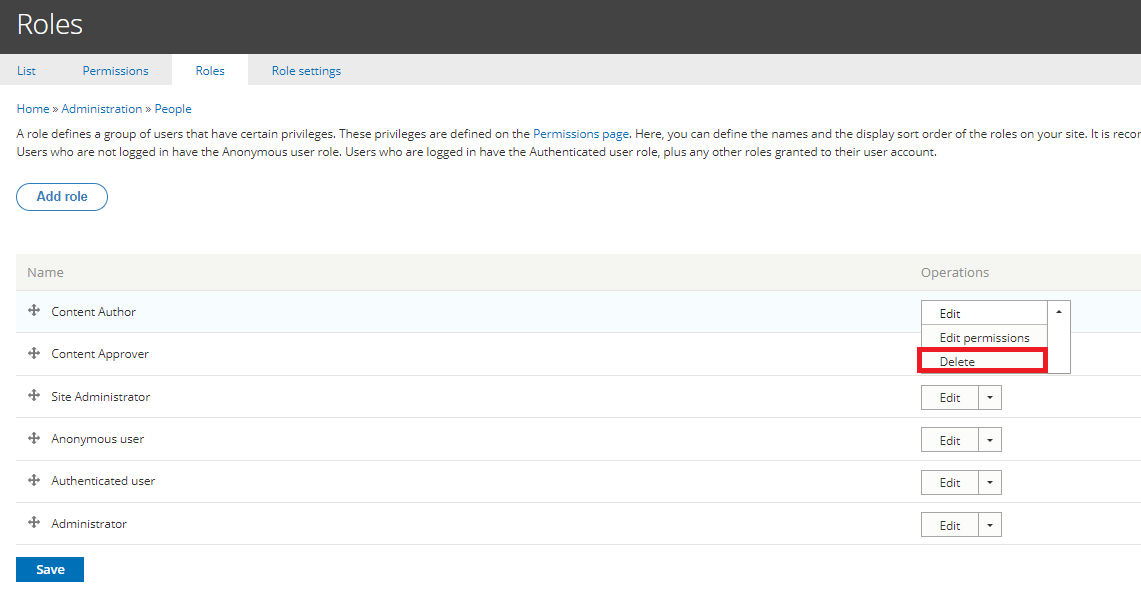 Roles
List Permissions Roles Role settings
Home » Administration » People
A role defines a group of users that have certain privileges. These privileges are defined on the Permissions page. Here, you can define the names and the display sort order of the roles on your site. It is
Users who are not logged in have the Anonymous user role. Users who are logged in have the Authenticated user role, plus any other roles granted to their user account.
Add role
Name Operations
Content Author Edit
Edit permissions
Content Approver Delete
Site Administrator Edit
Anonymous user Edit
Authenticated user Edit
Administrator Edit
Save